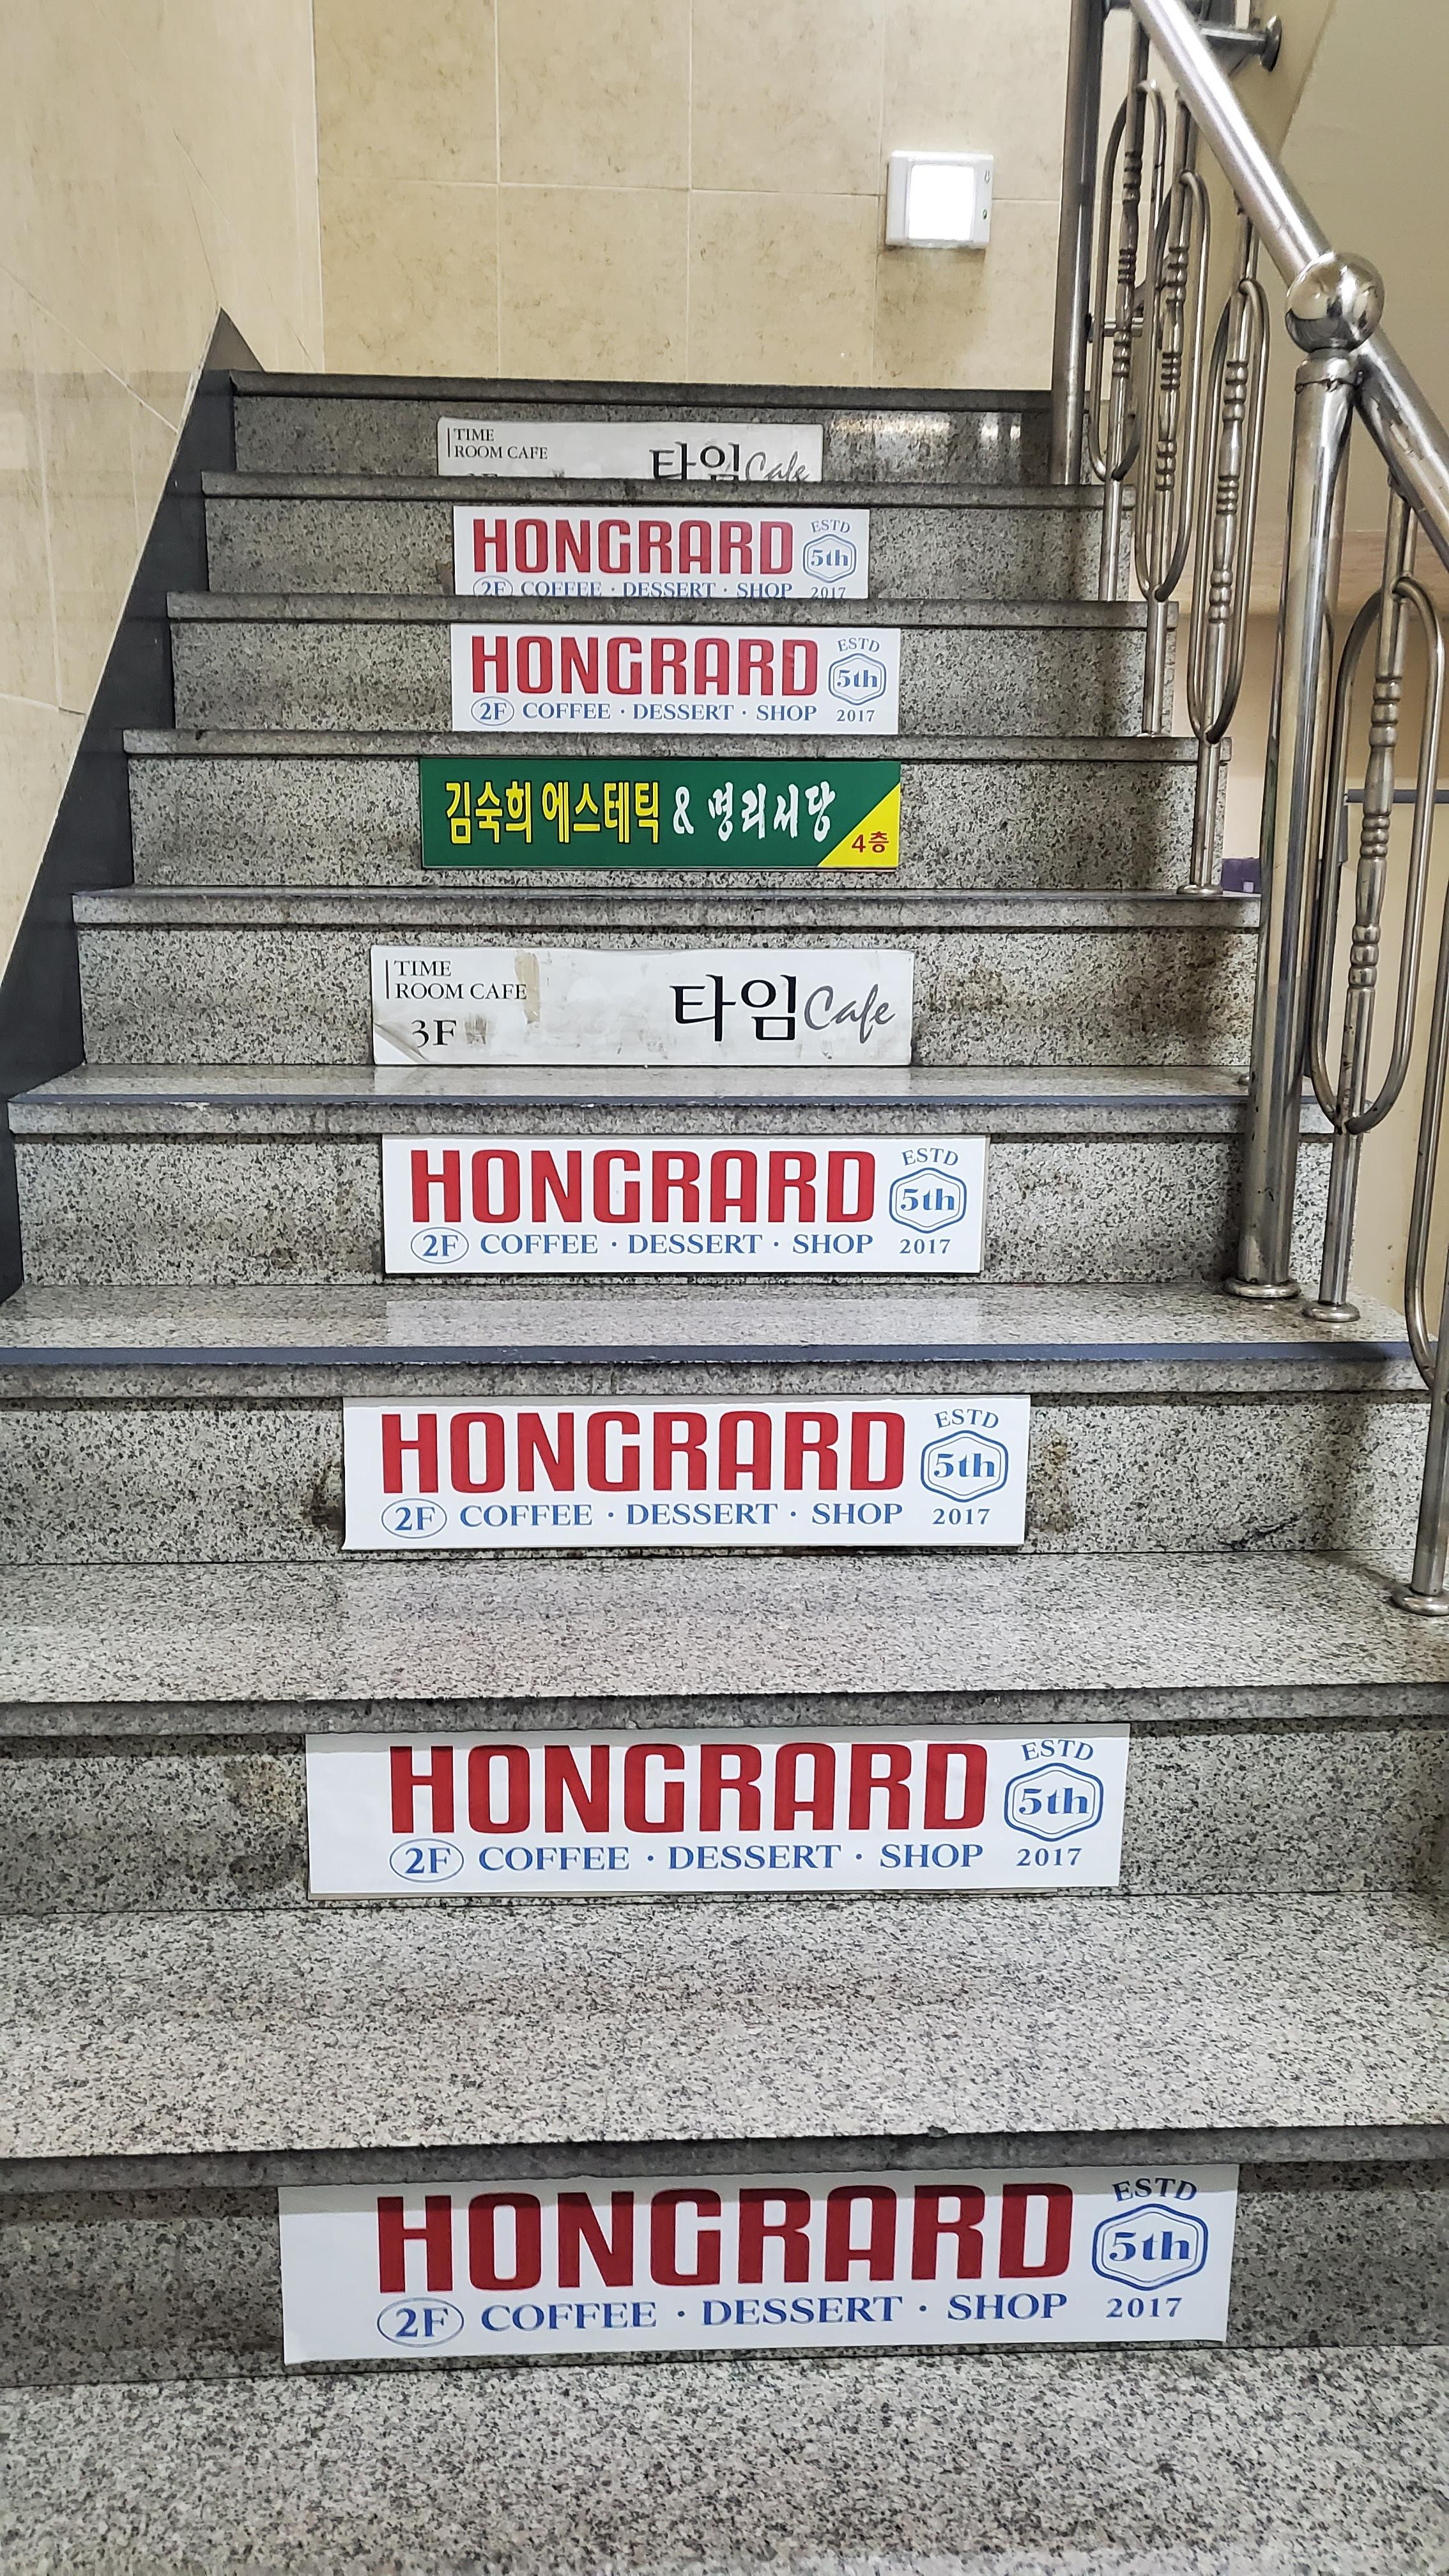 TIME
ROOM CAFE
타임Cafe
HONGRARD
ESTD
5th
2F COFFEE · DESSERT · SHOP
2017
HONGRARD
ESTD
5th
2F COFFEE · DESSERT · SHOP
2017
김숙희 에스테틱 & 명리서당
4층
TIME
ROOM CAFE
3F
타임Cafe
HONGRARD
ESTD
5th
2F COFFEE · DESSERT · SHOP
2017
HONGRARD
ESTD
5th
2F COFFEE · DESSERT · SHOP
2017
HONGRARD
ESTD
5th
2F COFFEE · DESSERT · SHOP
2017
HONGRARD
ESTD
5th
2F COFFEE · DESSERT · SHOP
2017